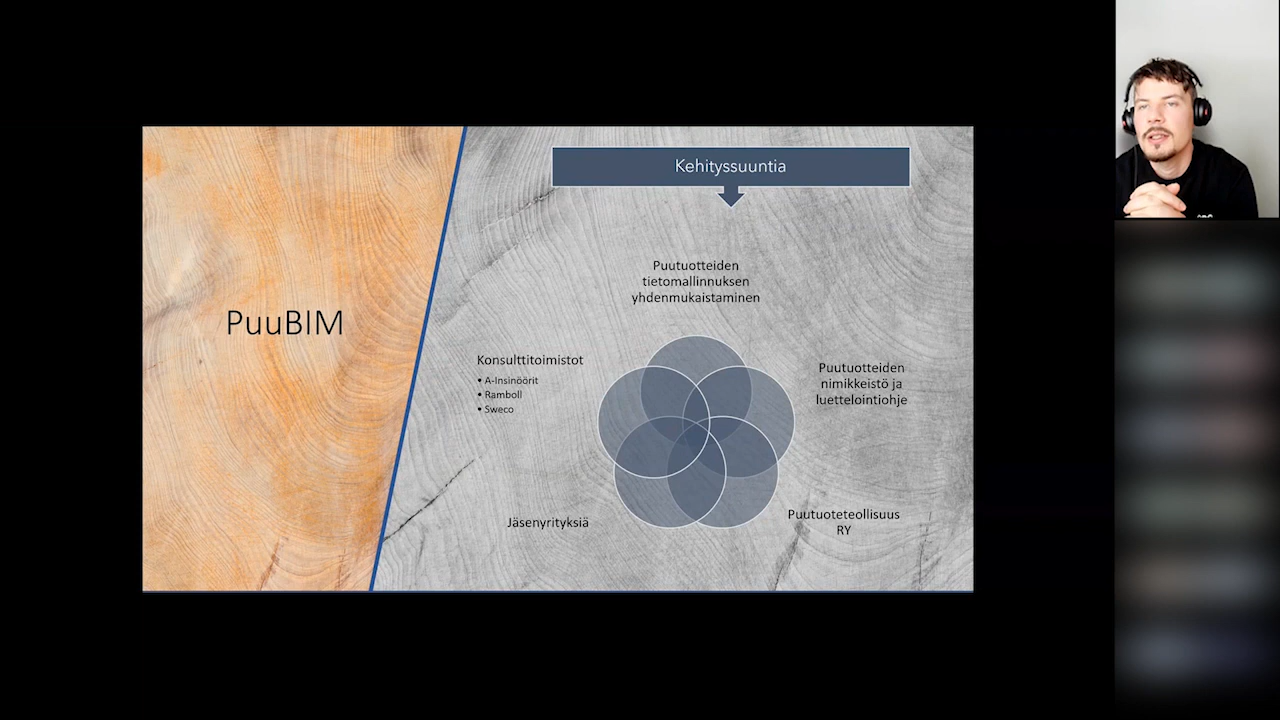 Kehityssuuntia
PuuBIM
Puutuotteiden
tietomallinnuksen
yhdenmukaistaminen
Konsulttitoimistot
• A-Insinöörit
• Ramboll
• Sweco
Puutuotteiden
nimikkeistö ja
luettelointiohje
Jäsenyrityksiä
Puutuoteteollisuus
RY